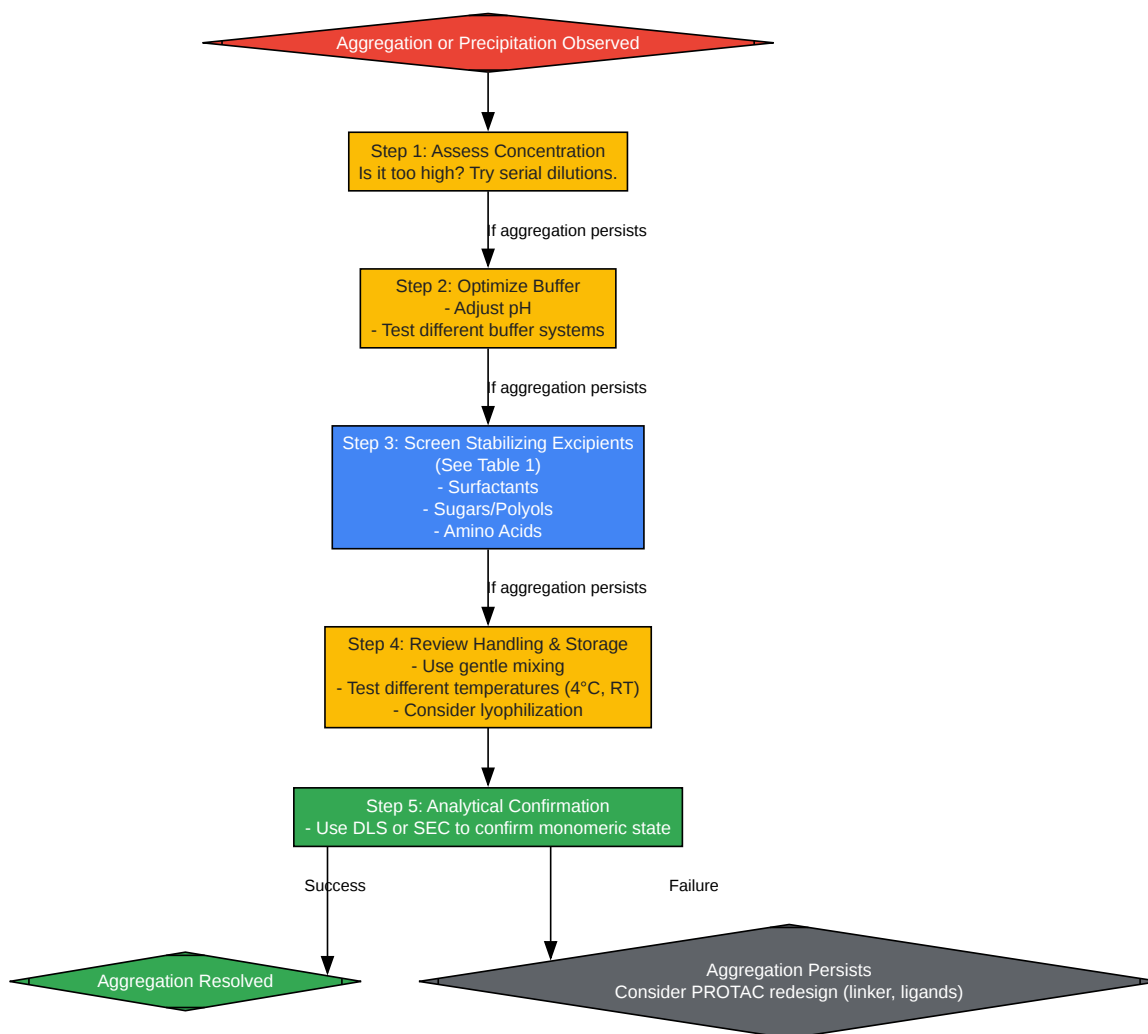 Aggregation or Precipitation Observed
Step 1: Assess Concentration
Is it too high? Try serial dilutions.
If aggregation persists
Step 2: Optimize Buffer
- Adjust pH
- Test different buffer systems
If aggregation persists
Step 3: Screen Stabilizing Excipients
(See Table 1)
- Surfactants
- Sugars/Polyols
- Amino Acids
If aggregation persists
Step 4: Review Handling & Storage
- Use gentle mixing
- Test different temperatures (4°C, RT)
- Consider lyophilization
Step 5: Analytical Confirmation
- Use DLS or SEC to confirm monomeric state
Success
Failure
Aggregation Resolved
Aggregation Persists
Consider PROTAC redesign (linker, ligands)